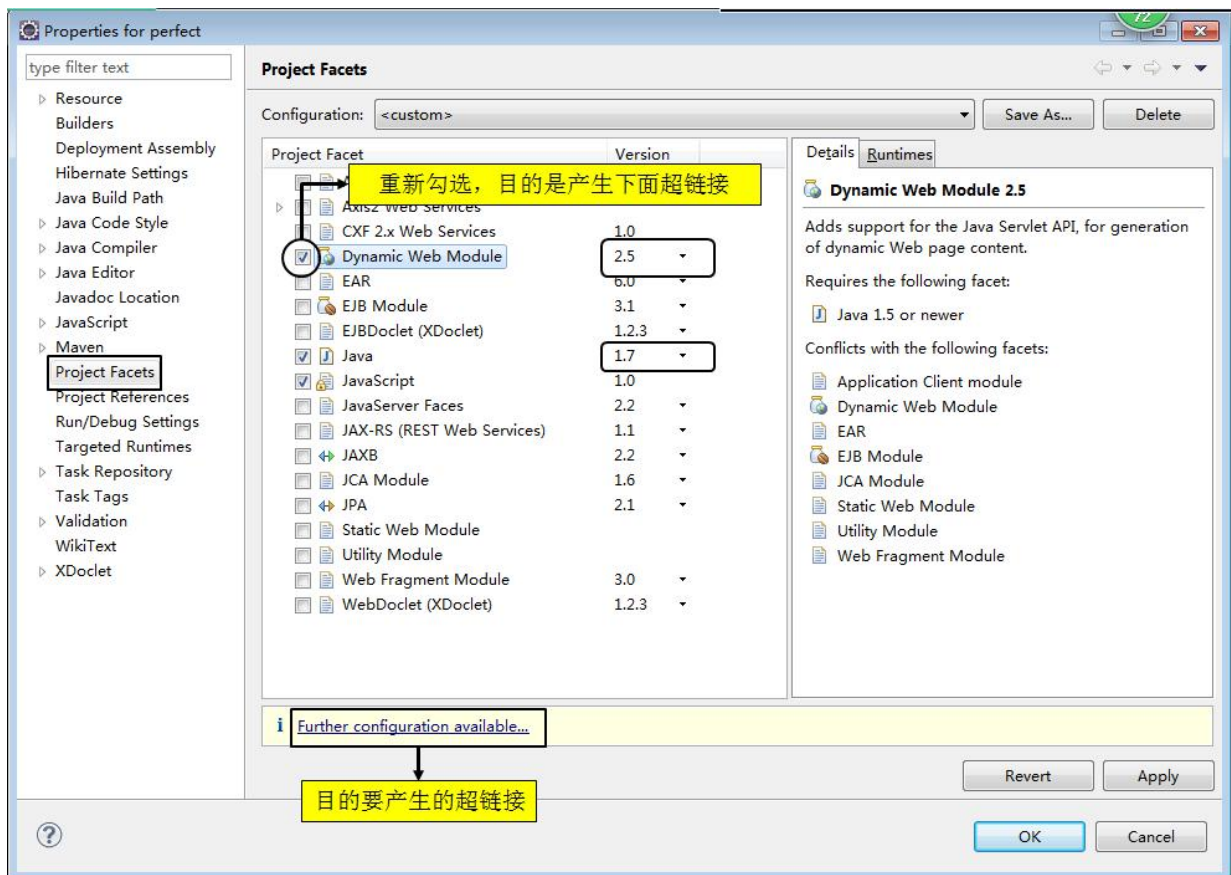 72
Properties for perfect
type filter text
Resource
Builders
Deployment Assembly
Hibernate Settings
Java Build Path
Java Code Style
Java Compiler
Java Editor
Javadoc Location
JavaScript
Maven
Project Facets
Project References
Run/Debug Settings
Targeted Runtimes
Task Repository
Task Tags
Validation
WikiText
XDoclet
Project Facets
Configuration: <custom> Save As... Delete
Project Facet Version
重新勾选，目的是产生下面超链接
Axis2 Web Services
CXF 2.x Web Services 1.0
Dynamic Web Module 2.5
EAR 6.0
EJB Module 3.1
EJBDoclet (XDoclet) 1.2.3
Java 1.7
JavaScript 1.0
JavaServer Faces 2.2
JAX-RS (REST Web Services) 1.1
JAXB 2.2
JCA Module 1.6
JPA 2.1
Static Web Module
Utility Module
Web Fragment Module 3.0
WebDoclet (XDoclet) 1.2.3
Details Runtimes
Dynamic Web Module 2.5
Adds support for the Java Servlet API, for generation
of dynamic Web page content.
Requires the following facet:
Java 1.5 or newer
Conflicts with the following facets:
Application Client module
Dynamic Web Module
EAR
EJB Module
JCA Module
Static Web Module
Utility Module
Web Fragment Module
i Further configuration available...
目的要产生的超链接
Revert Apply
? OK Cancel